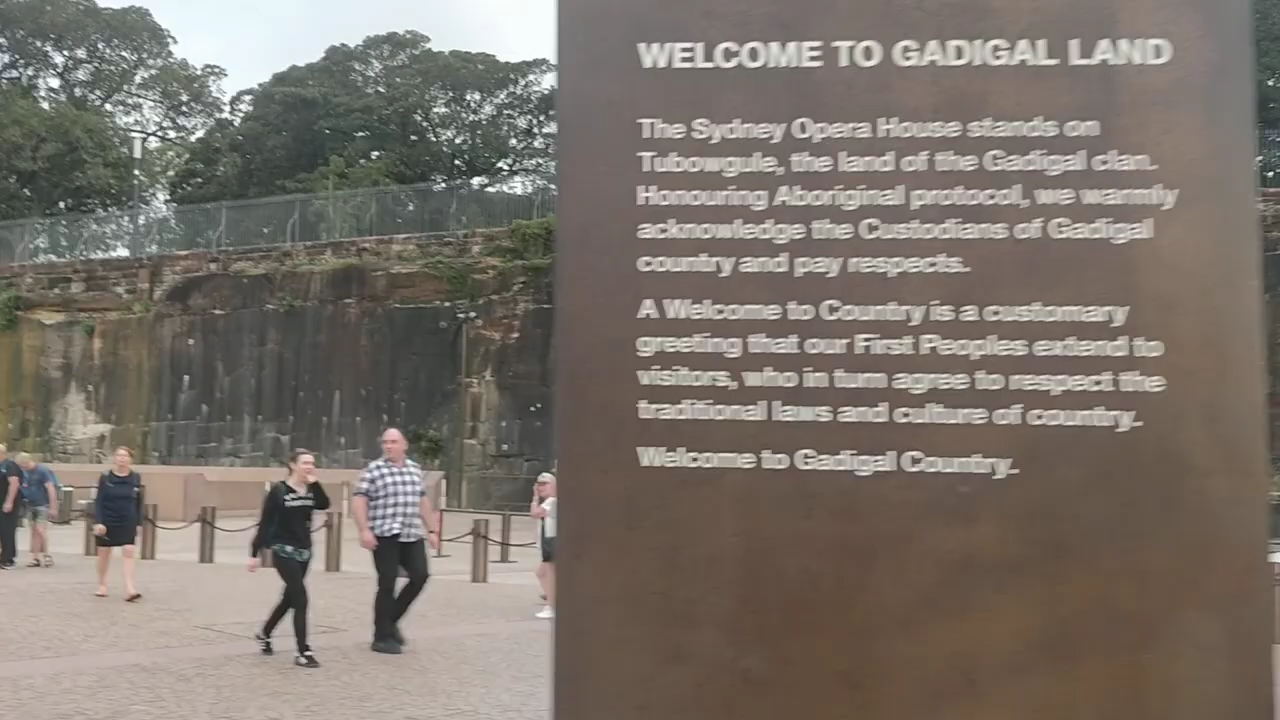 WELCOME TO GADIGAL LAND
The Sydney Opera House stands on
Tubowgule, the land of the Gadigal clan.
Honouring Aboriginal protocol, we warmly
acknowledge the Custodians of Gadigal
country and pay respects.
A Welcome to Country is a customary
greeting that our First Peoples extend to
visitors, who in turn agree to respect the
traditional laws and culture of country.
Welcome to Gadigal Country.